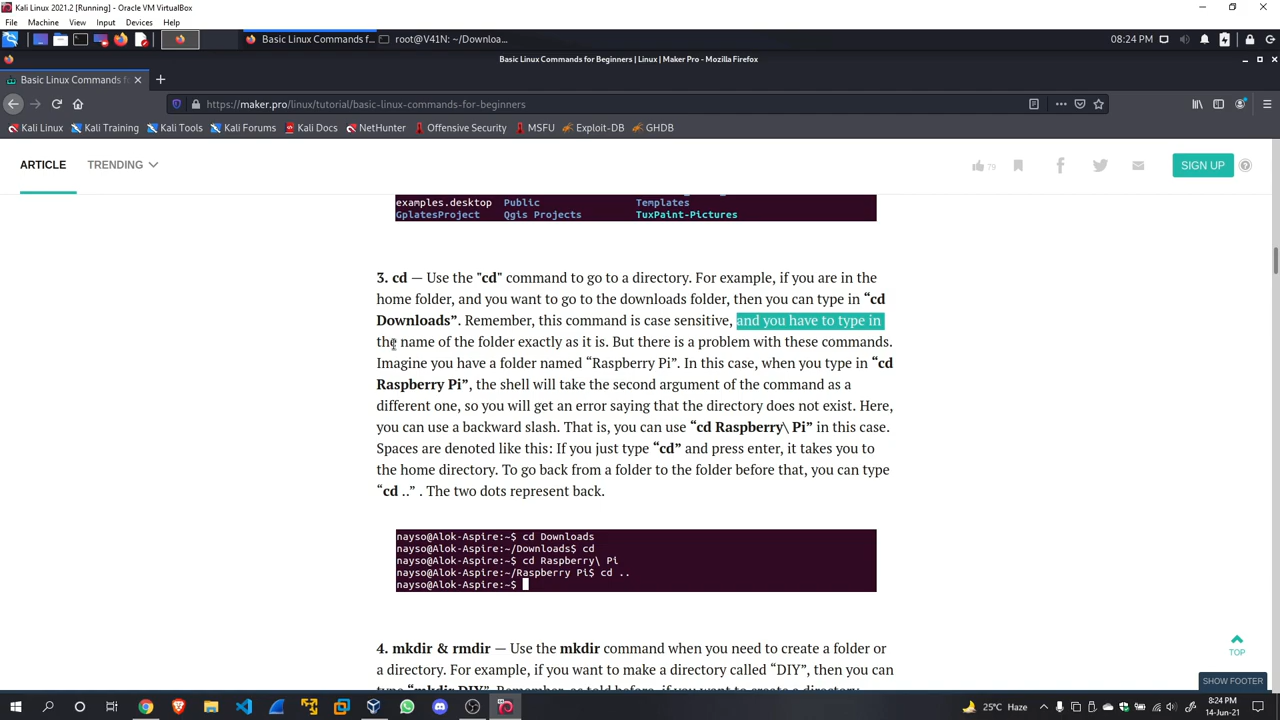 Kali Linux 2021.2 [Running] - Oracle VM VirtualBox
File Machine View Input Devices Help
Basic Linux Commands f... root@V41N: ~/Downloa... 08:24 PM
Basic Linux Commands for Beginners | Linux | Maker Pro - Mozilla Firefox
Basic Linux Commands fo
https://maker.pro/linux/tutorial/basic-linux-commands-for-beginners
Kali Linux Kali Training Kali Tools Kali Forums Kali Docs NetHunter Offensive Security MSFU Exploit-DB GHDB
ARTICLE TRENDING 79 SIGN UP
examples.desktop Public Templates
GplatesProject Qgis Projects TuxPaint-Pictures
3. cd — Use the "cd" command to go to a directory. For example, if you are in the
home folder, and you want to go to the downloads folder, then you can type in “cd
Downloads”. Remember, this command is case sensitive, and you have to type in
the name of the folder exactly as it is. But there is a problem with these commands.
Imagine you have a folder named “Raspberry Pi”. In this case, when you type in “cd
Raspberry Pi”, the shell will take the second argument of the command as a
different one, so you will get an error saying that the directory does not exist. Here,
you can use a backward slash. That is, you can use “cd Raspberry\ Pi” in this case.
Spaces are denoted like this: If you just type “cd” and press enter, it takes you to
the home directory. To go back from a folder to the folder before that, you can type
“cd ..” . The two dots represent back.
nayso@Alok-Aspire:~$ cd Downloads
nayso@Alok-Aspire:~/Downloads$ cd
nayso@Alok-Aspire:~$ cd Raspberry\ Pi
nayso@Alok-Aspire:~/Raspberry Pi$ cd ..
nayso@Alok-Aspire:~$
4. mkdir & rmdir — Use the mkdir command when you need to create a folder or
a directory. For example, if you want to make a directory called “DIY”, then you can
type “mkdir DIY”. Remember, as told before, if you want to create a directory
TOP
SHOW FOOTER
25°C Haze 8:24 PM
14-Jun-21